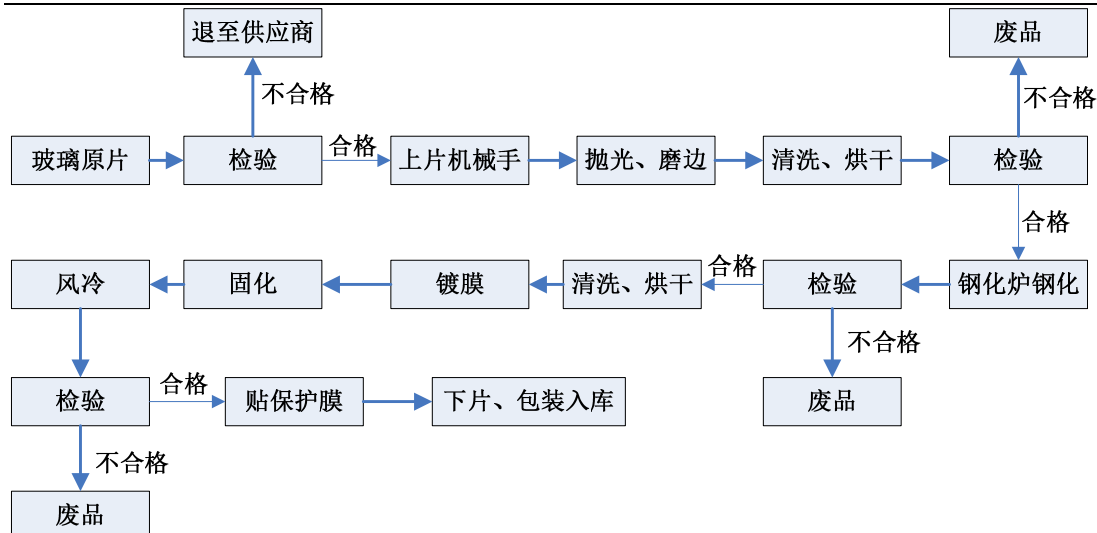 退至供应商
废品
不合格
不合格
玻璃原片
检验
合格
上片机械手
抛光、磨边
清洗、烘干
检验
合格
风冷
固化
镀膜
清洗、烘干
合格
检验
钢化炉钢化
不合格
检验
合格
贴保护膜
下片、包装入库
废品
不合格
废品